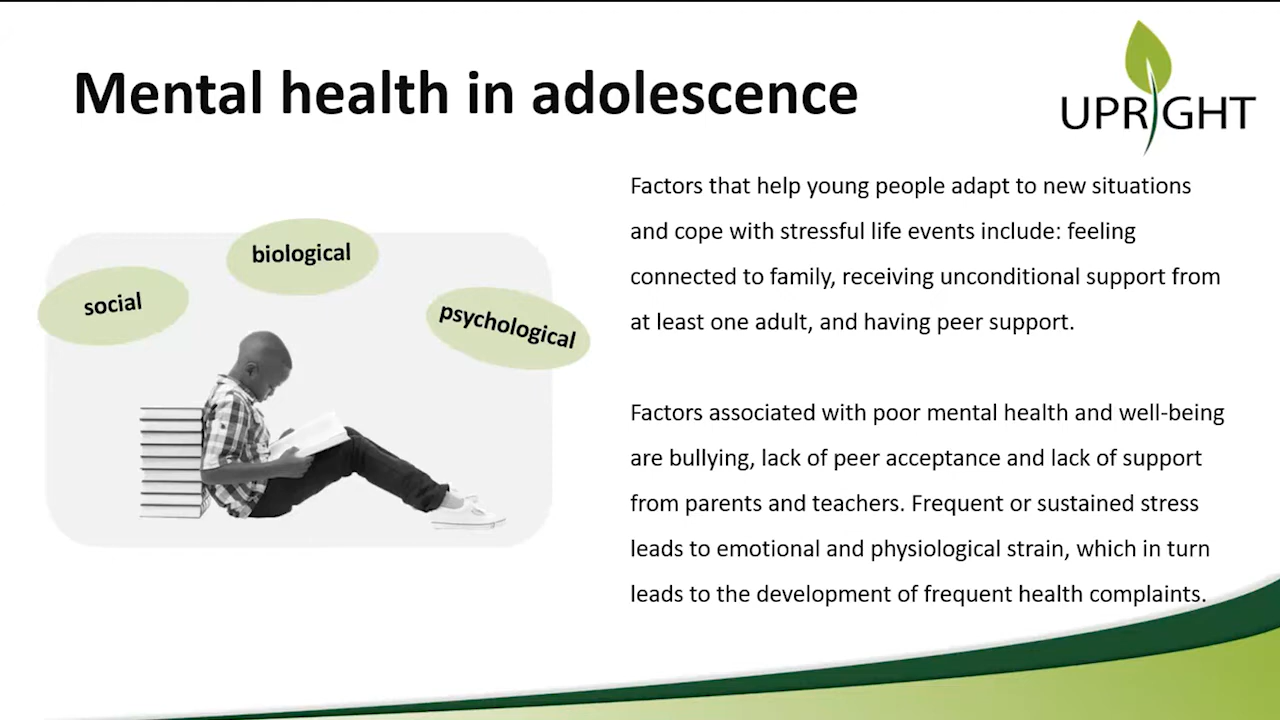 Mental health in adolescence
UPRIGHT
social
biological
psychological
Factors that help young people adapt to new situations
and cope with stressful life events include: feeling
connected to family, receiving unconditional support from
at least one adult, and having peer support.
Factors associated with poor mental health and well-being
are bullying, lack of peer acceptance and lack of support
from parents and teachers. Frequent or sustained stress
leads to emotional and physiological strain, which in turn
leads to the development of frequent health complaints.